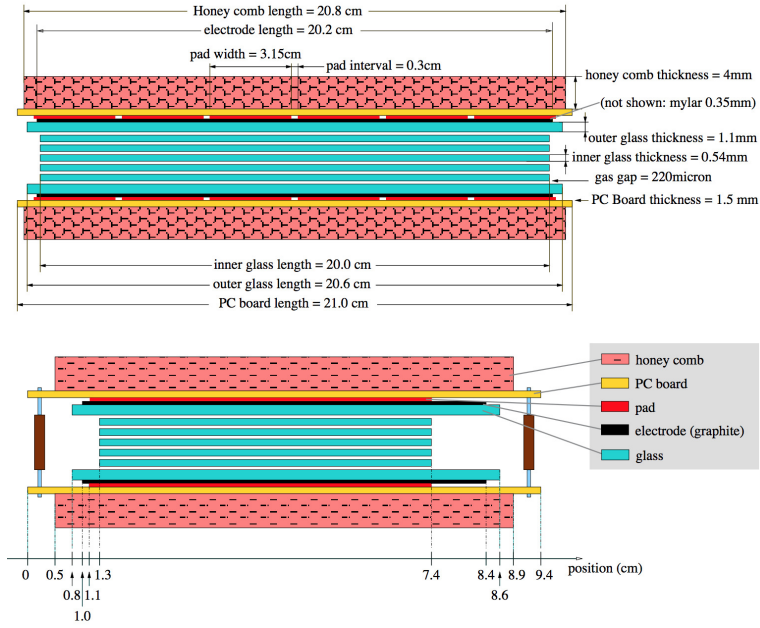 Honey comb length = 20.8 cm
electrode length = 20.2 cm
pad width = 3.15cm
pad interval = 0.3cm
honey comb thickness = 4mm
(not shown: mylar 0.35mm)
outer glass thickness = 1.1mm
inner glass thickness = 0.54mm
gas gap = 220micron
PC Board thickness = 1.5 mm
inner glass length = 20.0 cm
outer glass length = 20.6 cm
PC board length = 21.0 cm
honey comb
PC board
pad
electrode (graphite)
glass
position (cm)
0 0.5 1.3 7.4 8.4 8.9 9.4
0.8 1.1 8.6
1.0